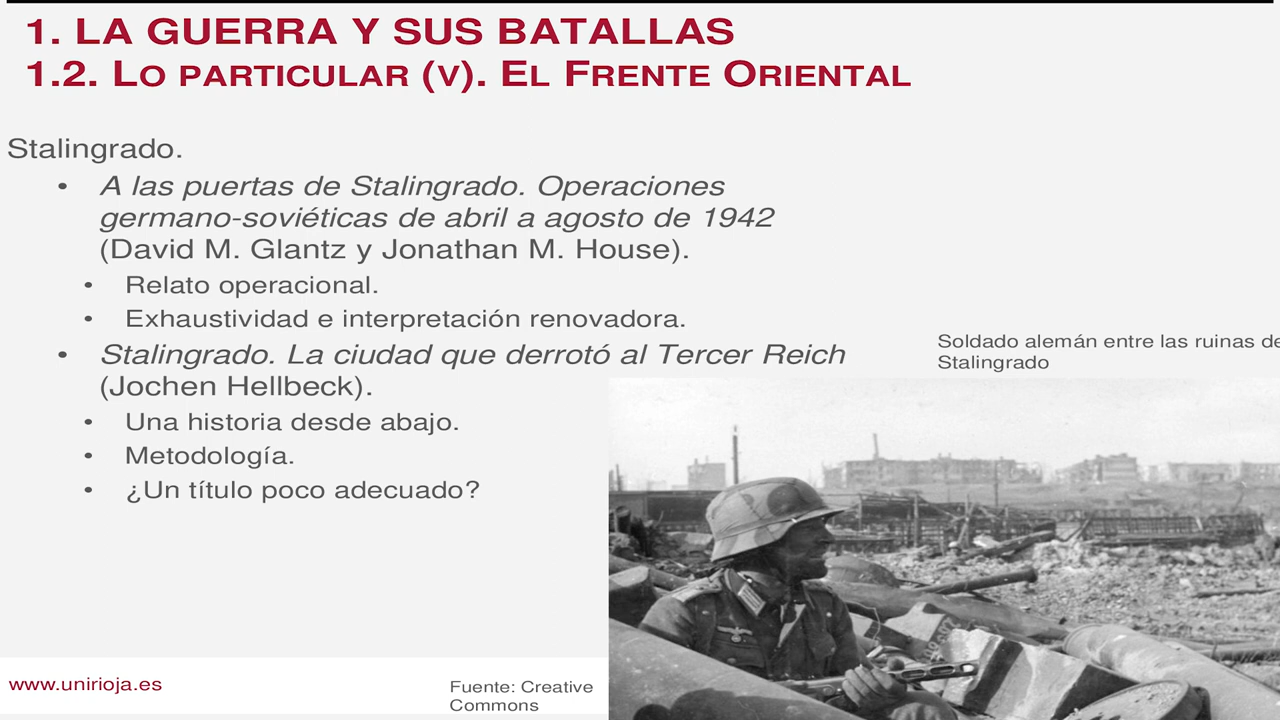 1. LA GUERRA Y SUS BATALLAS
1.2. LO PARTICULAR (V). EL FRENTE ORIENTAL
Stalingrado.
• A las puertas de Stalingrado. Operaciones
germano-soviéticas de abril a agosto de 1942
(David M. Glantz y Jonathan M. House).
• Relato operacional.
• Exhaustividad e interpretación renovadora.
• Stalingrado. La ciudad que derrotó al Tercer Reich
(Jochen Hellbeck).
• Una historia desde abajo.
• Metodología.
• ¿Un título poco adecuado?
Soldado alemán entre las ruinas de
Stalingrado
www.unirioja.es
Fuente: Creative
Commons